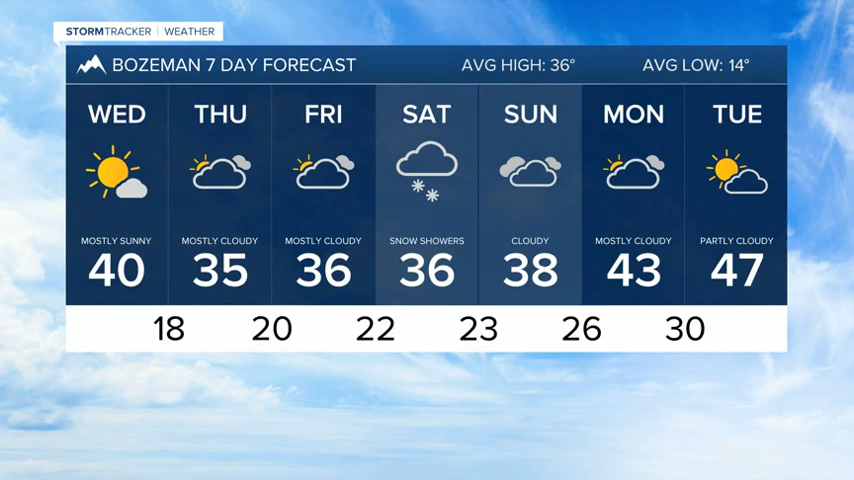 STORMTRACKER | WEATHER
BOZEMAN 7 DAY FORECAST AVG HIGH: 36° AVG LOW: 14°
WED THU FRI SAT SUN MON TUE
MOSTLY SUNNY MOSTLY CLOUDY MOSTLY CLOUDY SNOW SHOWERS CLOUDY MOSTLY CLOUDY PARTLY CLOUDY
40 35 36 36 38 43 47
18 20 22 23 26 30